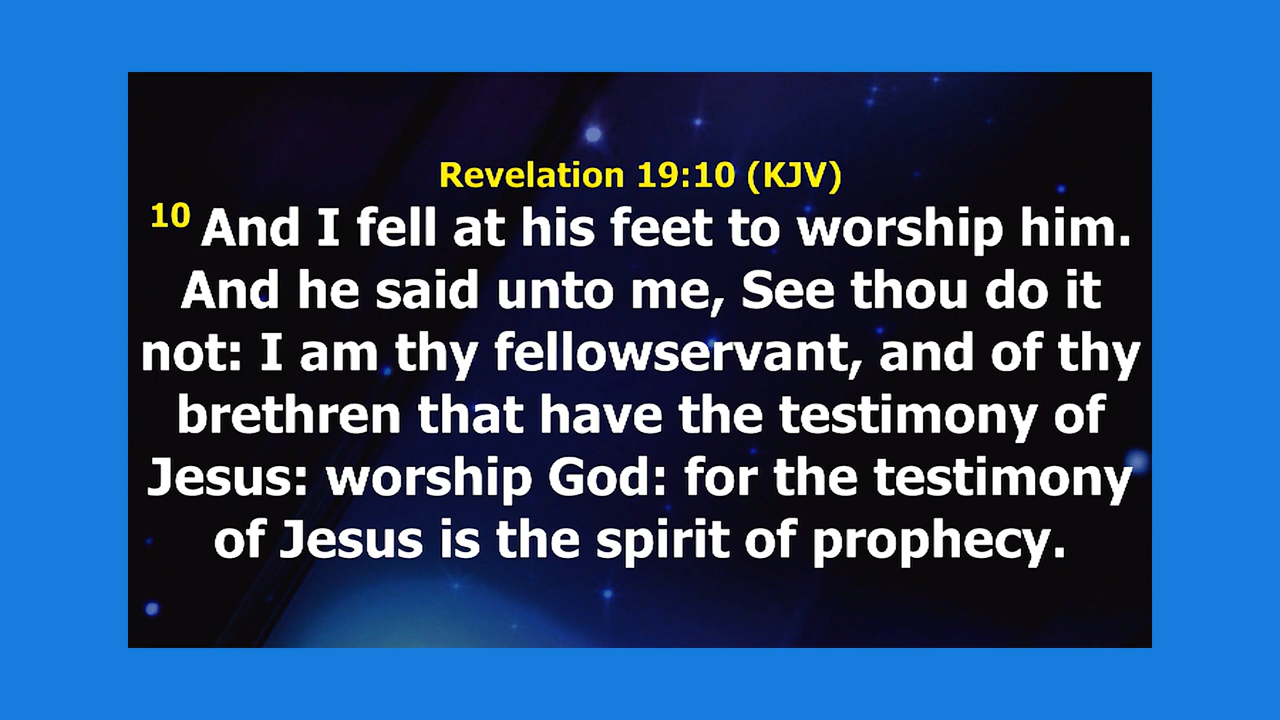 Revelation 19:10 (KJV)
10 And I fell at his feet to worship him.
And he said unto me, See thou do it
not: I am thy fellowservant, and of thy
brethren that have the testimony of
Jesus: worship God: for the testimony
of Jesus is the spirit of prophecy.